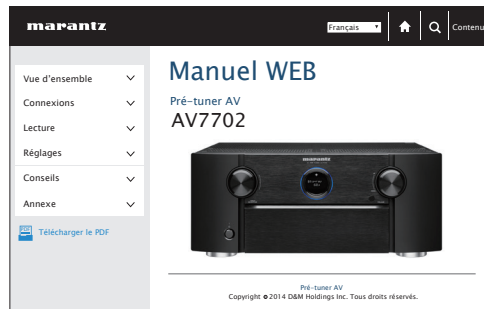 marantz
Français
Contenu
Vue d'ensemble
Connexions
Lecture
Réglages
Conseils
Annexe
Télécharger le PDF
Manuel WEB
Pré-tuner AV
AV7702
marantz
Pré-tuner AV
Copyright © 2014 D&M Holdings Inc. Tous droits réservés.